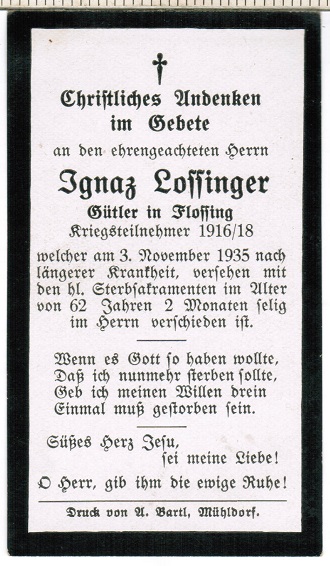 Christliches Andenken
im Gebete
an den ehrengeachteten Herrn
Ignaz Lossinger
Gütler in Flossing
Kriegsteilnehmer 1916/18
welcher am 3. November 1935 nach
längerer Krankheit, versehen mit
den hl. Sterbsakramenten im Alter
von 62 Jahren 2 Monaten selig
im Herrn verschieden ist.
Wenn es Gott so haben wollte,
Daß ich nunmehr sterben sollte,
Geb ich meinen Willen drein
Einmal muß gestorben sein.
Süßes Herz Jesu,
sei meine Liebe!
O Herr, gib ihm die ewige Ruhe!
Druck von A. Bartl, Mühldorf.